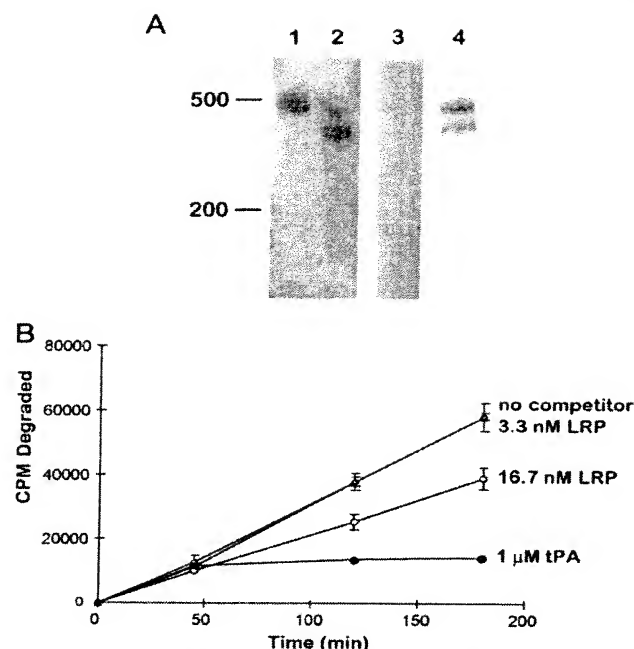 A
1 2 3 4
500
200
B
CPM Degraded
80000
60000
40000
20000
0
no competitor
3.3 nM LRP
16.7 nM LRP
1 μM tPA
0 50 100 150 200
Time (min)